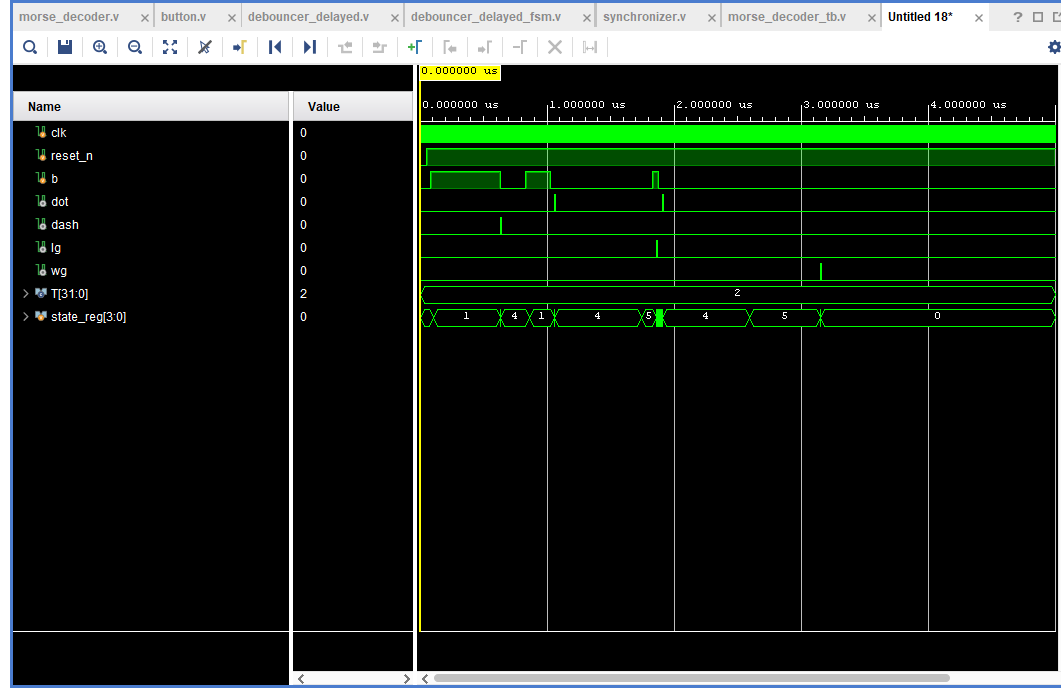 morse_decoder.v × button.v × debouncer_delayed.v × debouncer_delayed_fsm.v × synchronizer.v × morse_decoder_tb.v × Untitled 18* × ?
0.000000 us
Name Value
0.000000 us 1.000000 us 2.000000 us 3.000000 us 4.000000 us
clk 0
reset_n 0
b 0
dot 0
dash 0
lg 0
wg 0
T[31:0] 2 2
state_reg[3:0] 0 1 4 1 4 5 4 5 0